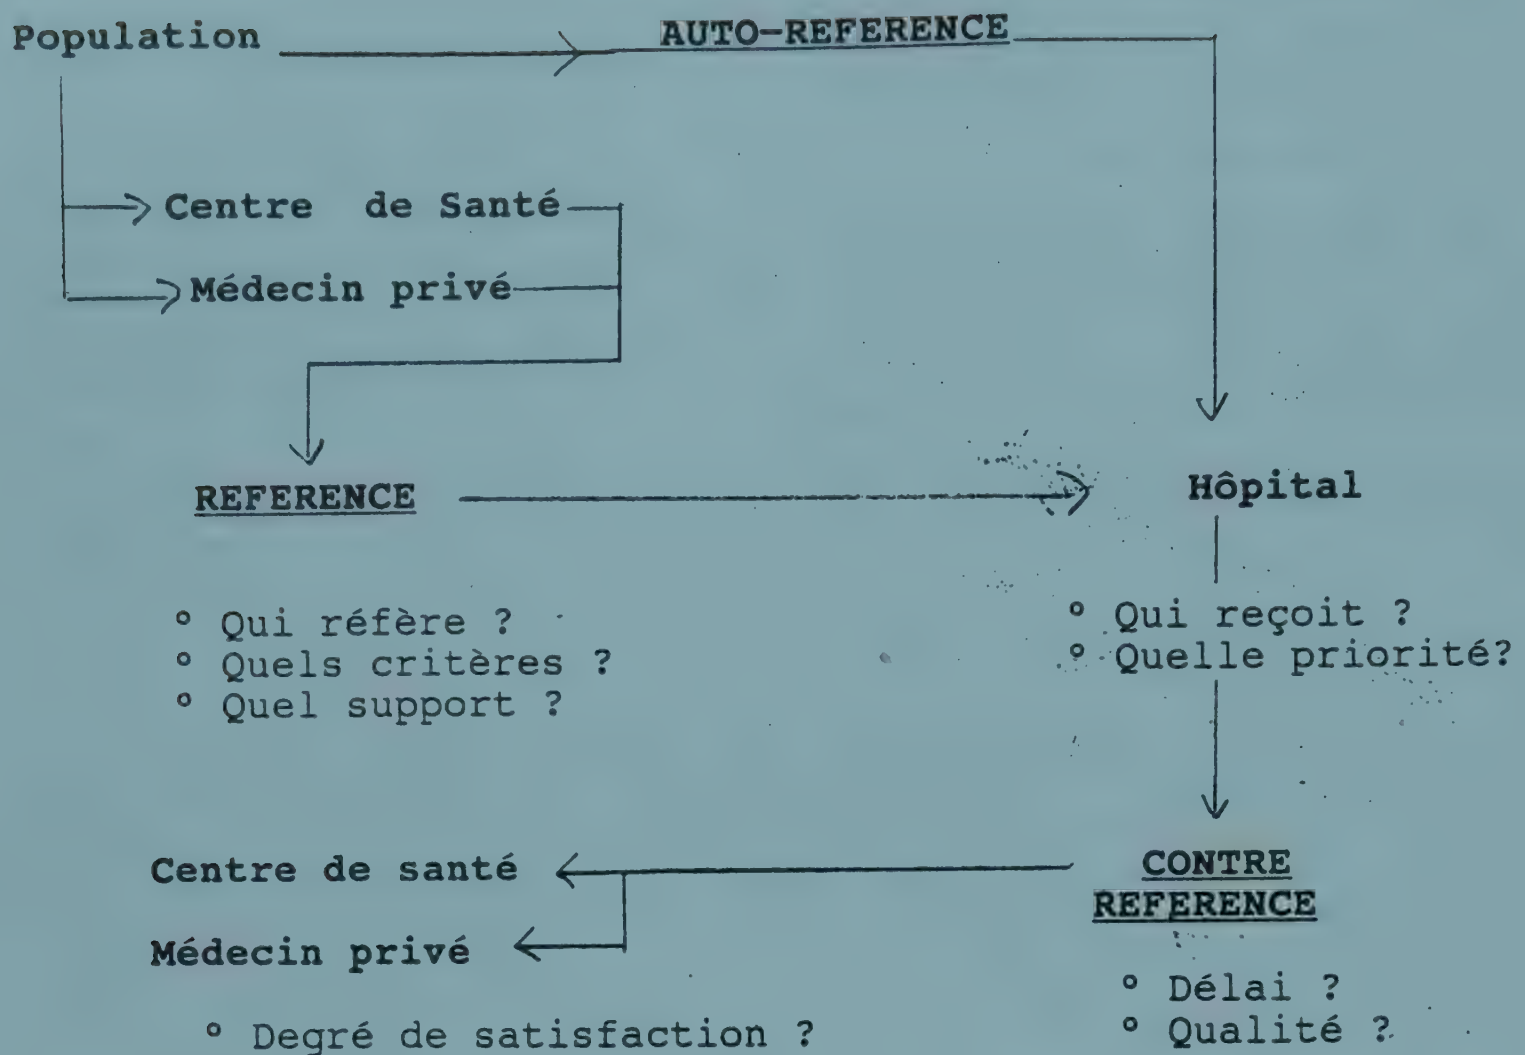 Population
AUTO-REFERENCE
Centre de Santé
Médecin privé
REFERENCE
Hôpital
° Qui réfère ?
° Quels critères ?
° Quel support ?
° Qui reçoit ?
° Quelle priorité?
Centre de santé
Médecin privé
° Degré de satisfaction ?
CONTRE
REFERENCE
° Délai ?
° Qualité ?